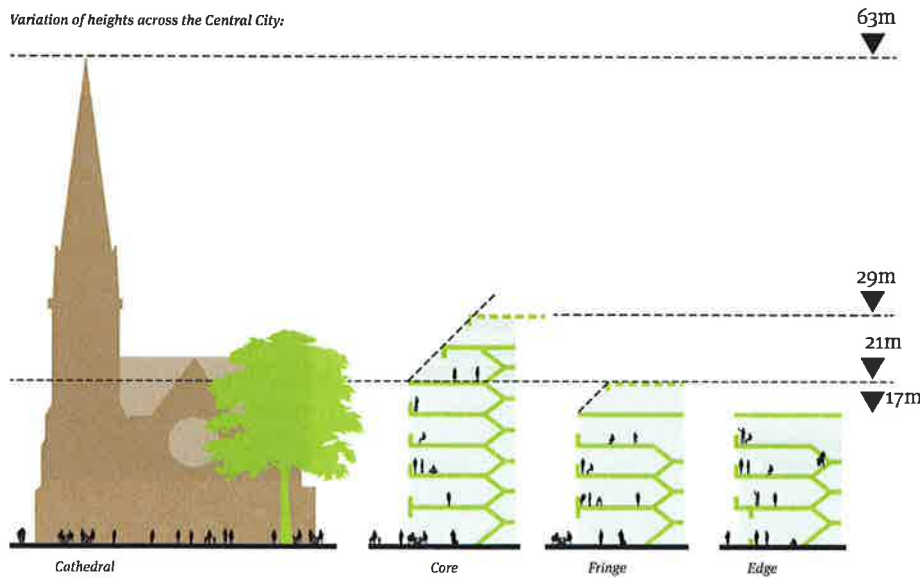 Variation of heights across the Central City:
63m
29m
21m
17m
Cathedral
Core
Fringe
Edge